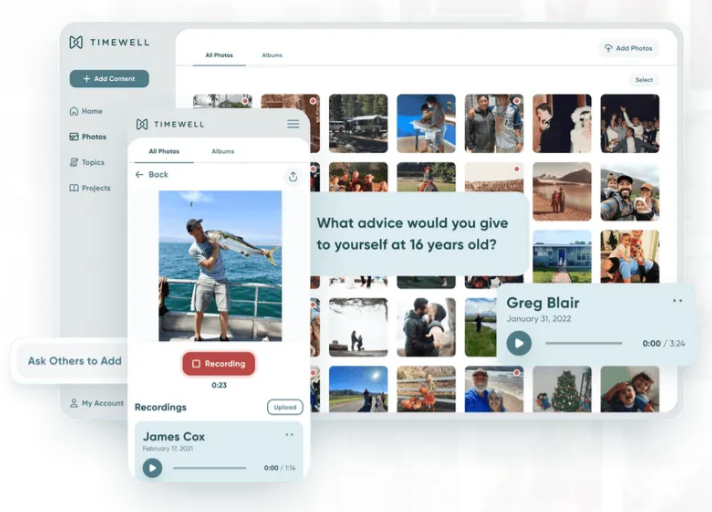 TIMEWELL
All Photos
Albums
Add Photos
+ Add Content
Select
Home
Photos
Topics
Projects
My Account
TIMEWELL
All Photos
Albums
← Back
What advice would you give
to yourself at 16 years old?
Greg Blair
January 31, 2022
0:00 / 3:24
Ask Others to Add
Recording
0:23
Recordings
Upload
James Cox
February 17, 2021
0:00 / 1:14